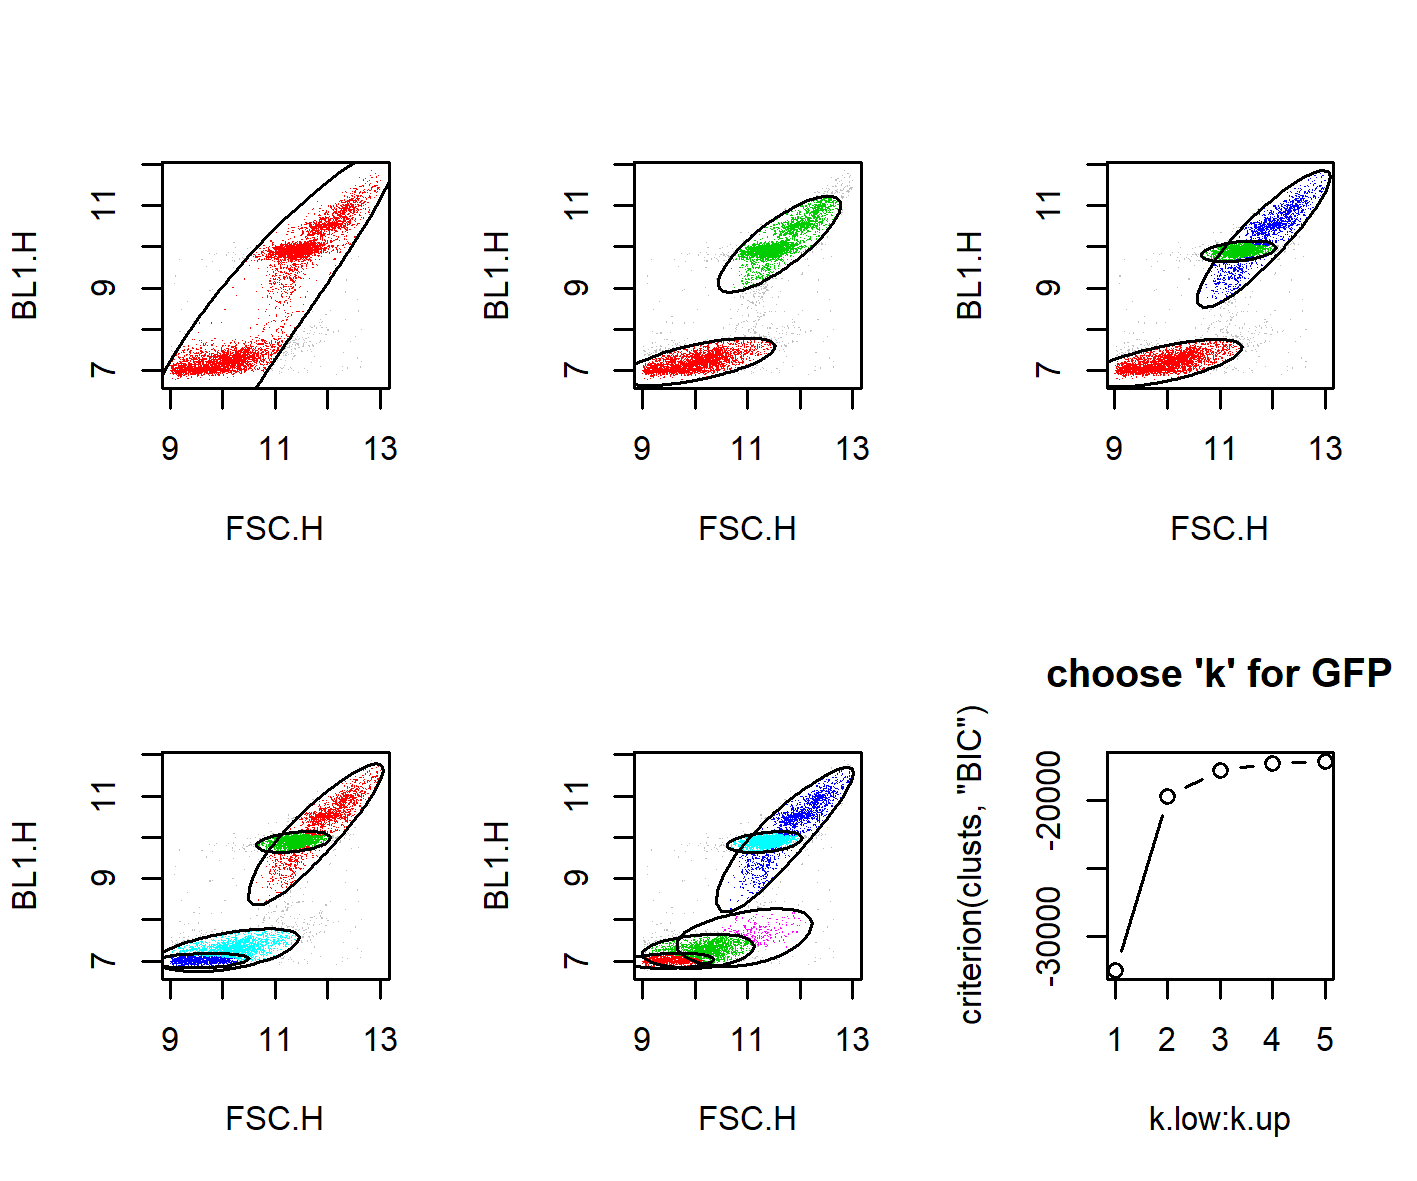 BL1.H
11
9
7
9 11 13
FSC.H
BL1.H
11
9
7
9 11 13
FSC.H
BL1.H
11
9
7
9 11 13
FSC.H
BL1.H
11
9
7
9 11 13
FSC.H
BL1.H
11
9
7
9 11 13
FSC.H
choose 'k' for GFP
criterion(clusts, "BIC")
-20000
-30000
1 2 3 4 5
k.low:k.up